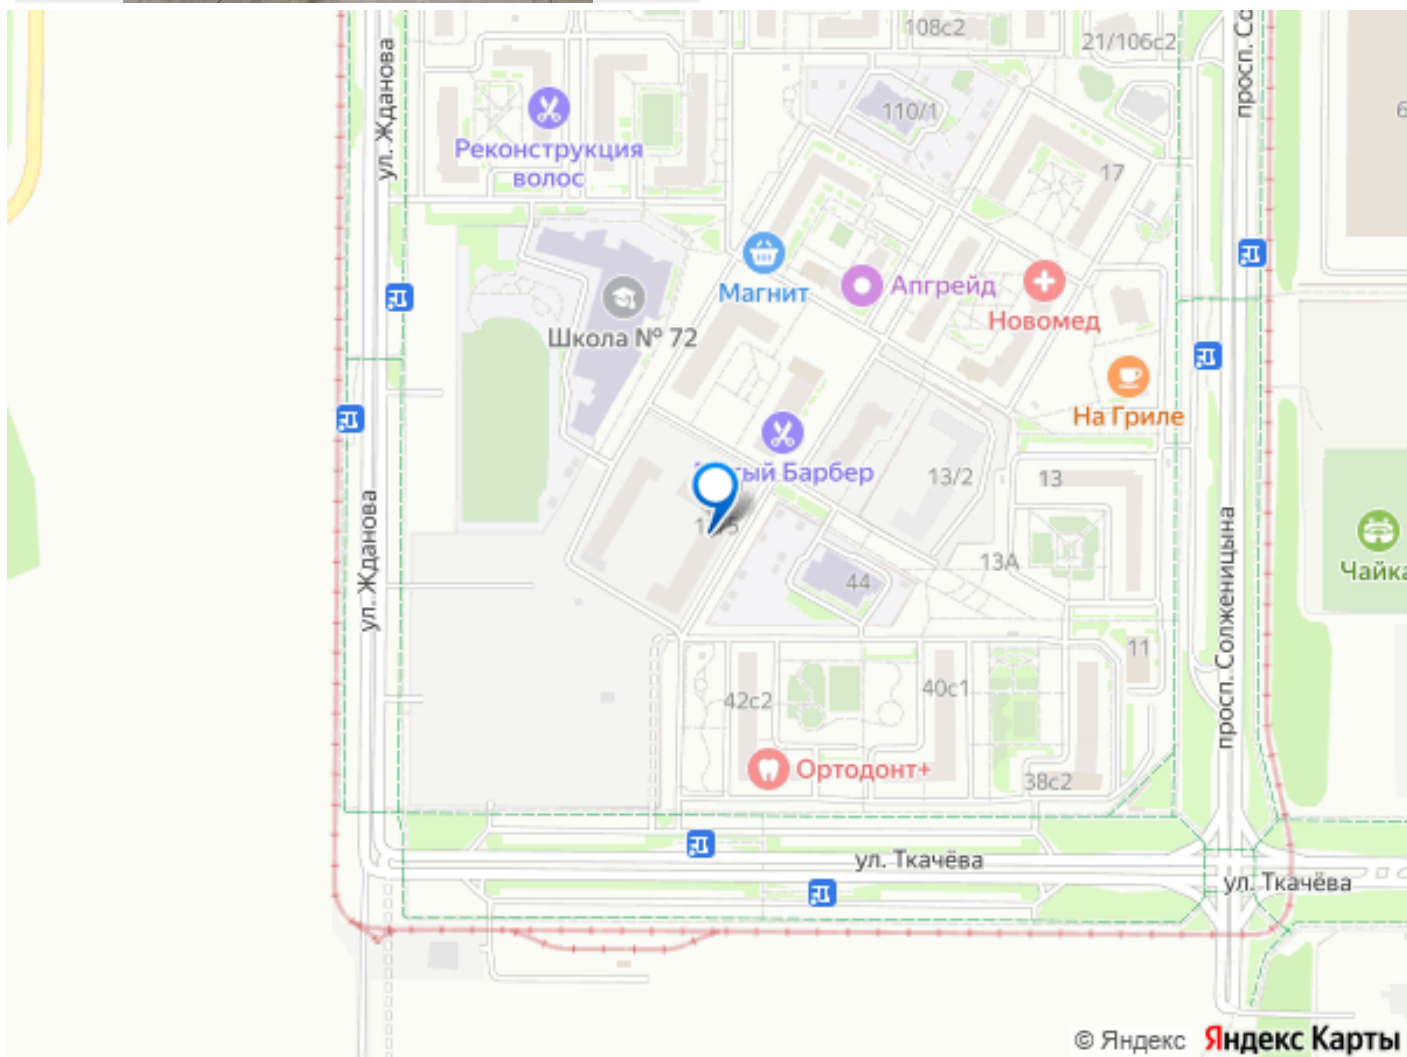 108с2
21/106с2
просп. Со
ул. Жданова
110/1
6
Реконструкция
волос
17
Магнит
Апгрейд
Новомед
Школа № 72
На Гриле
Барбер
13/2
13
ул. Жданова
13А
44
просп. Солженицына
Чайка
11
42с2
40с1
Ортодонт+
38с2
ул. Ткачёва
ул. Ткачёва
© Яндекс Яндекс Карты